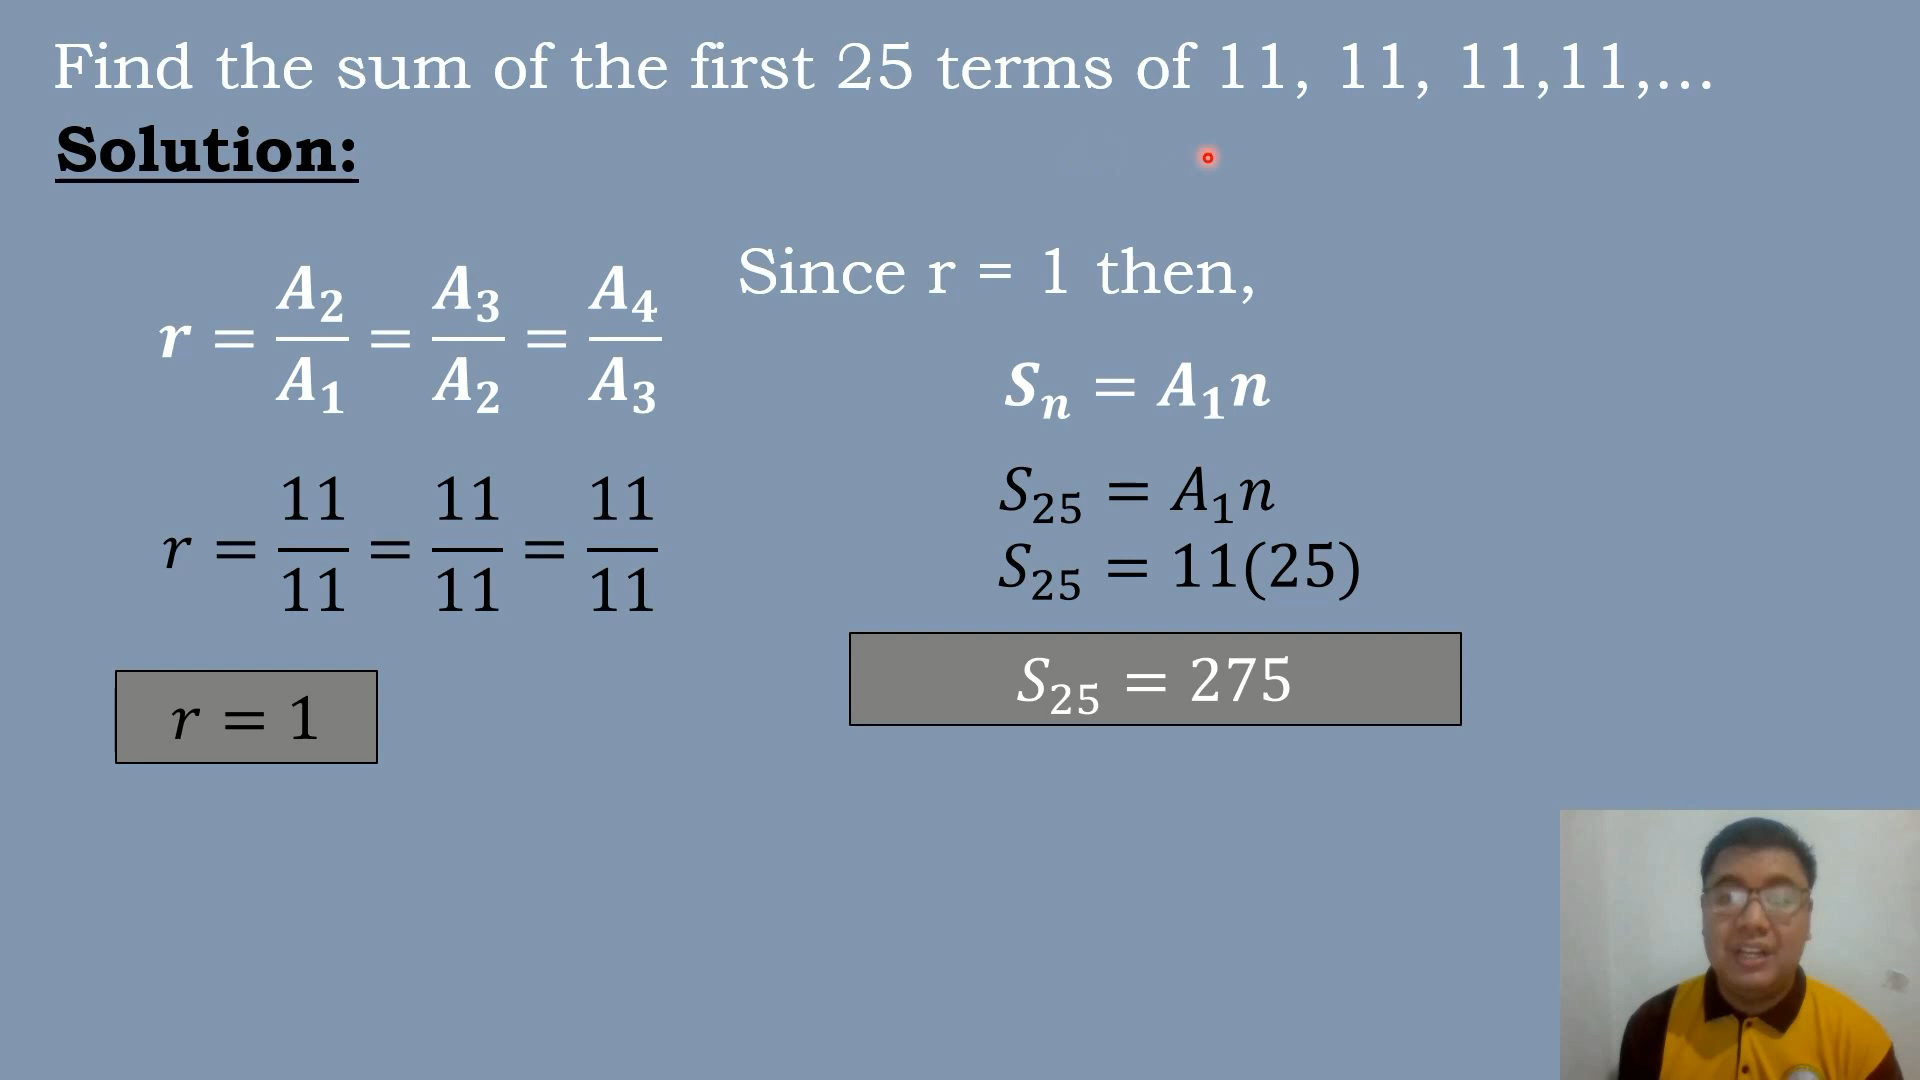 Find the sum of the first 25 terms of 11, 11, 11,11,...
Solution:
r = A₂/A₁ = A₃/A₂ = A₄/A₃
r = 11/11 = 11/11 = 11/11
r = 1
Since r = 1 then,
Sₙ = A₁n
S₂₅ = A₁n
S₂₅ = 11(25)
S₂₅ = 275